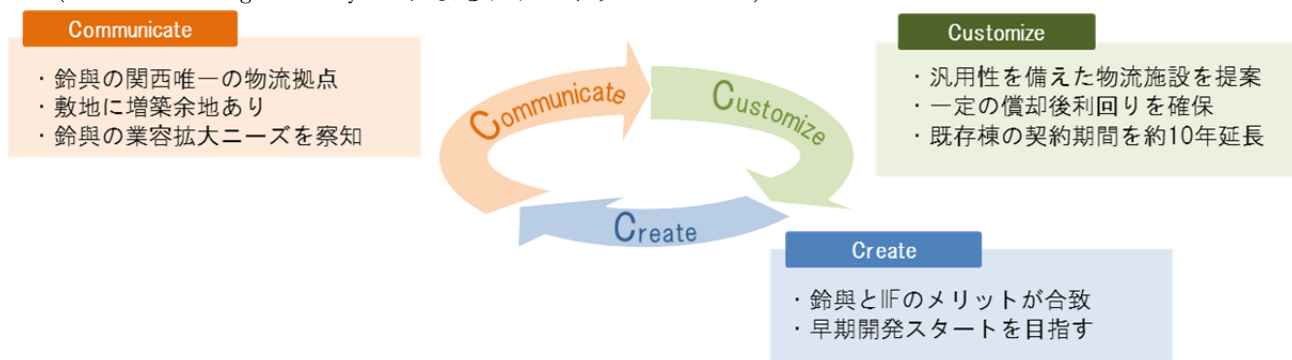 Communicate
・鈴與の関西唯一の物流拠点
・敷地に増築余地あり
・鈴與の業容拡大ニーズを察知
Communicate
Customize
Customize
・汎用性を備えた物流施設を提案
・一定の償却後利回りを確保
・既存棟の契約期間を約10年延長
Create
Create
・鈴與とIIFのメリットが合致
・早期開発スタートを目指す